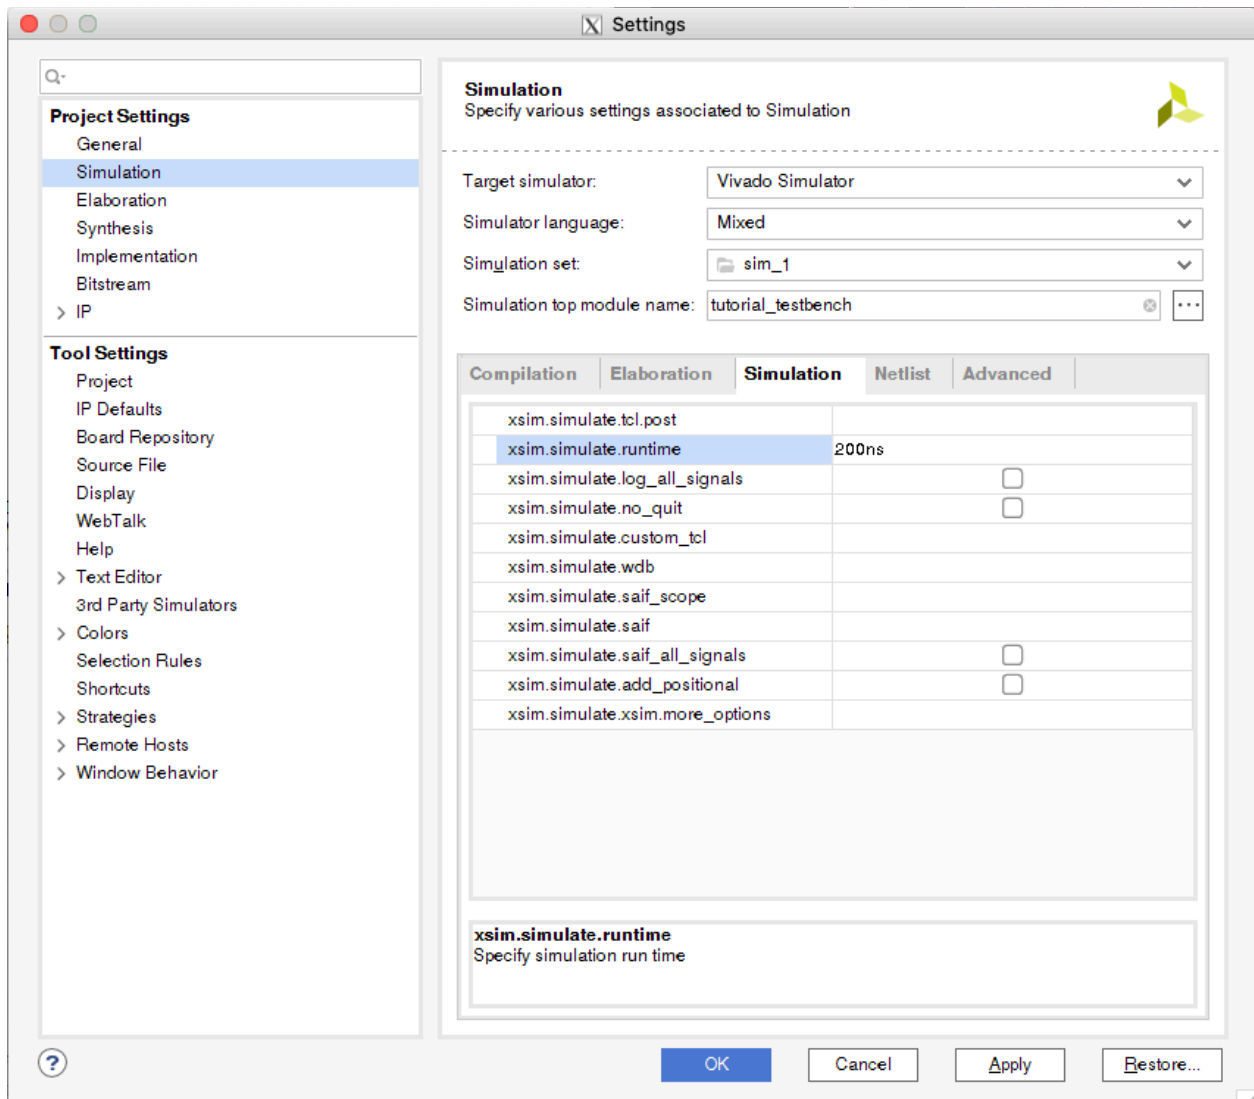 Settings
Project Settings
General
Simulation
Elaboration
Synthesis
Implementation
Bitstream
IP
Tool Settings
Project
IP Defaults
Board Repository
Source File
Display
WebTalk
Help
Text Editor
3rd Party Simulators
Colors
Selection Rules
Shortcuts
Strategies
Remote Hosts
Window Behavior
Simulation
Specify various settings associated to Simulation
Target simulator: Vivado Simulator
Simulator language: Mixed
Simulation set: sim_1
Simulation top module name: tutorial_testbench
Compilation Elaboration Simulation Netlist Advanced
xsim.simulate.tcl.post
xsim.simulate.runtime 200ns
xsim.simulate.log_all_signals
xsim.simulate.no_quit
xsim.simulate.custom_tcl
xsim.simulate.wdb
xsim.simulate.saif_scope
xsim.simulate.saif
xsim.simulate.saif_all_signals
xsim.simulate.add_positional
xsim.simulate.xsim.more_options
xsim.simulate.runtime
Specify simulation run time
? OK Cancel Apply Restore...